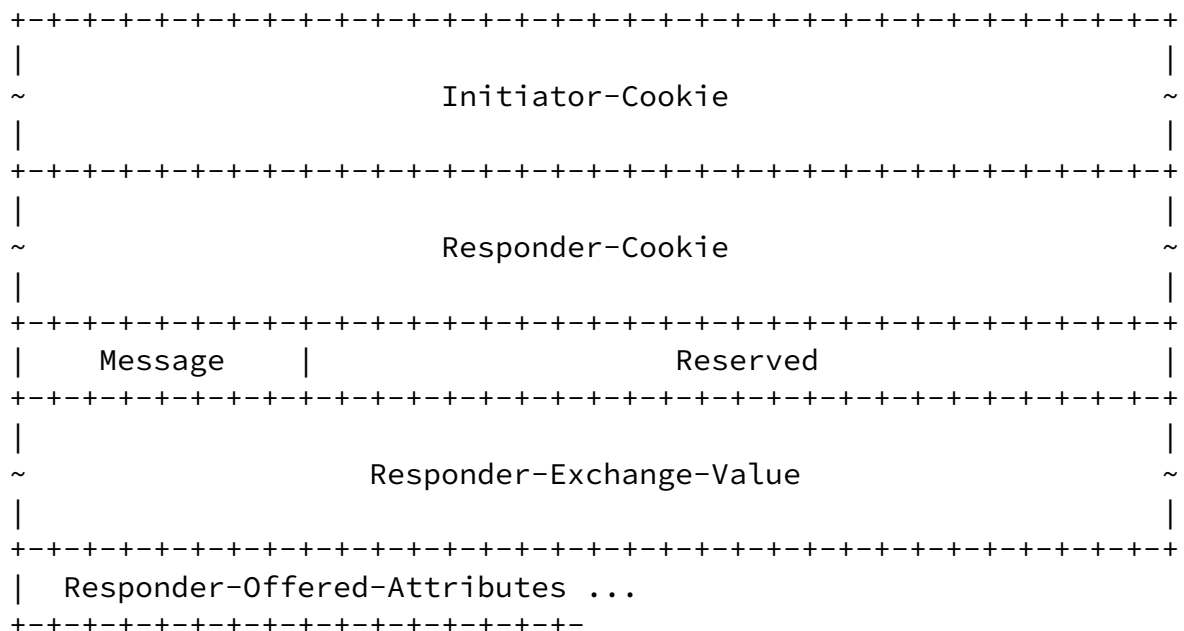 +-+-+-+-+-+-+-+-+-+-+-+-+-+-+-+-+-+-+-+-+-+-+-+-+-+-+-+-+-+-+-+-+
|                                                               |
~                       Initiator-Cookie                        ~
|                                                               |
+-+-+-+-+-+-+-+-+-+-+-+-+-+-+-+-+-+-+-+-+-+-+-+-+-+-+-+-+-+-+-+-+
|                                                               |
~                       Responder-Cookie                        ~
|                                                               |
+-+-+-+-+-+-+-+-+-+-+-+-+-+-+-+-+-+-+-+-+-+-+-+-+-+-+-+-+-+-+-+-+
|    Message    |                    Reserved                   |
+-+-+-+-+-+-+-+-+-+-+-+-+-+-+-+-+-+-+-+-+-+-+-+-+-+-+-+-+-+-+-+-+
|                                                               |
~                   Responder-Exchange-Value                    ~
|                                                               |
+-+-+-+-+-+-+-+-+-+-+-+-+-+-+-+-+-+-+-+-+-+-+-+-+-+-+-+-+-+-+-+-+
|  Responder-Offered-Attributes ...
+-+-+-+-+-+-+-+-+-+-+-+-+-+-+-+-